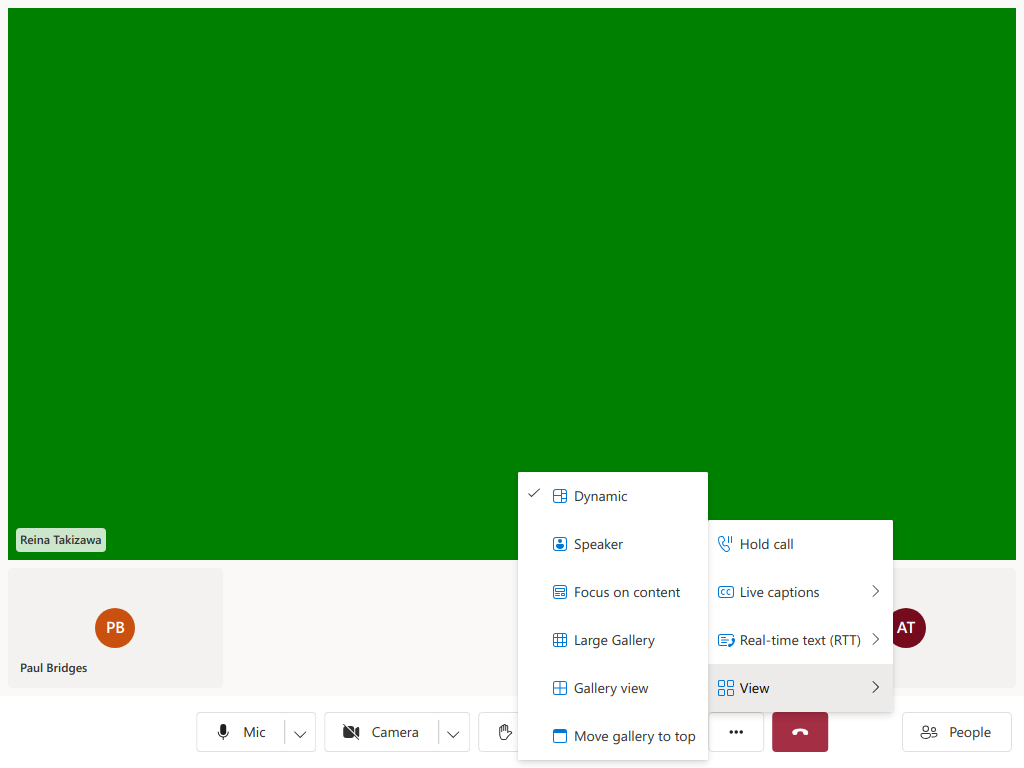 Dynamic
Speaker
Focus on content
Large Gallery
Gallery view
Move gallery to top
Hold call
CC Live captions
Real-time text (RTT)
View
Reina Takizawa
PB
Paul Bridges
AT
Mic
Camera
People